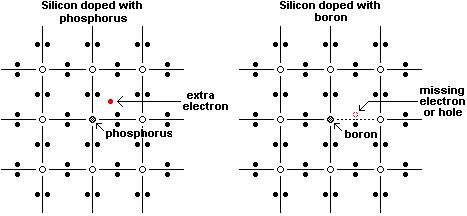 Silicon doped with
phosphorus
extra
electron
phosphorus
Silicon doped with
boron
missing
electron
or hole
boron